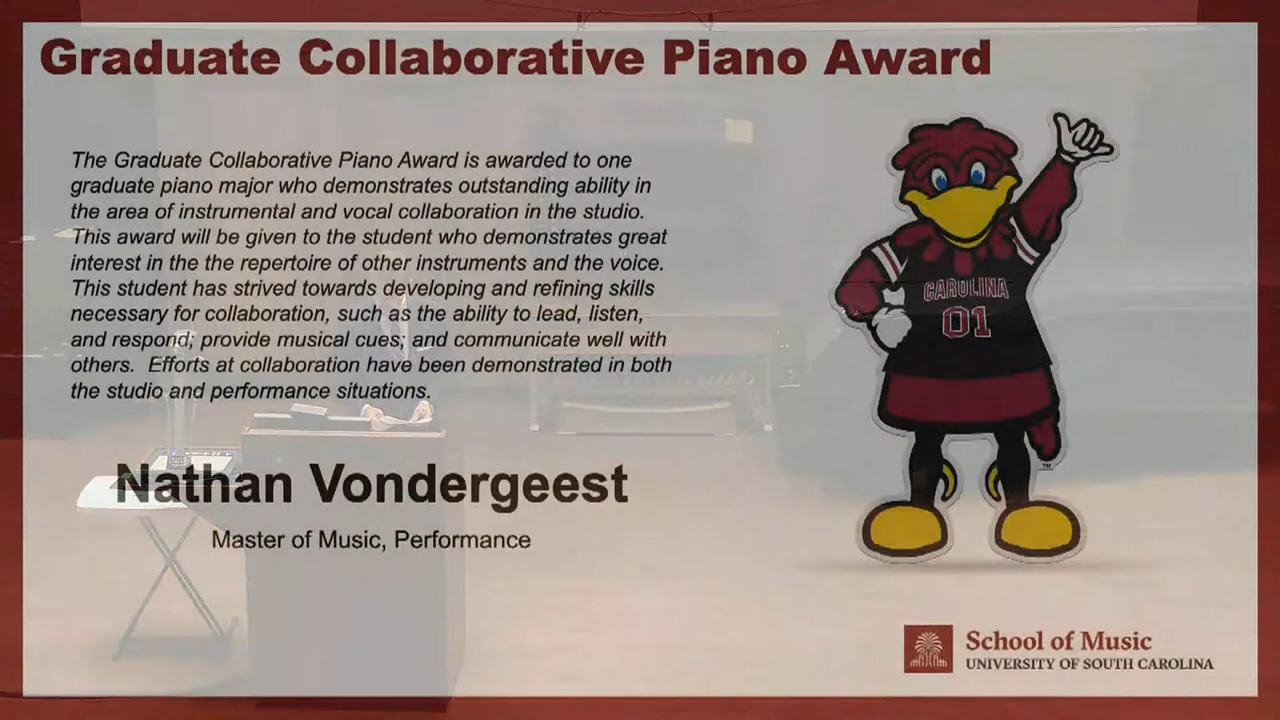 Graduate Collaborative Piano Award
The Graduate Collaborative Piano Award is awarded to one
graduate piano major who demonstrates outstanding ability in
the area of instrumental and vocal collaboration in the studio.
This award will be given to the student who demonstrates great
interest in the the repertoire of other instruments and the voice.
This student has strived towards developing and refining skills
necessary for collaboration, such as the ability to lead, listen,
and respond; provide musical cues; and communicate well with
others.  Efforts at collaboration have been demonstrated in both
the studio and performance situations.
Nathan Vondergeest
Master of Music, Performance
CAROLINA
01
TM
School of Music
UNIVERSITY OF SOUTH CAROLINA